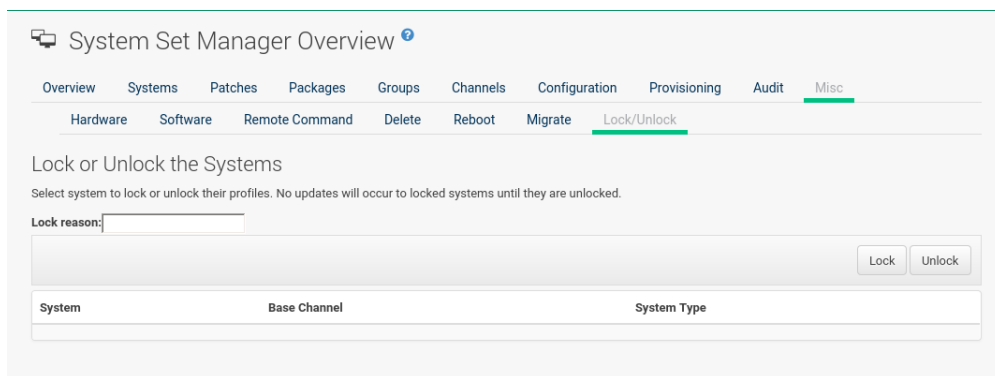 System Set Manager Overview ?
Overview Systems Patches Packages Groups Channels Configuration Provisioning Audit Misc
Hardware Software Remote Command Delete Reboot Migrate Lock/Unlock
Lock or Unlock the Systems
Select system to lock or unlock their profiles. No updates will occur to locked systems until they are unlocked.
Lock reason:
Lock Unlock
System Base Channel System Type